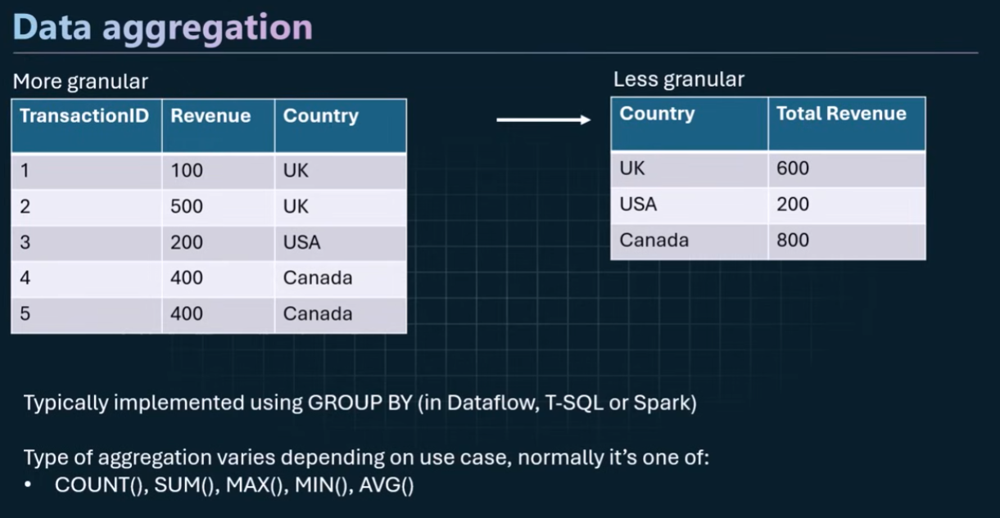 Data aggregation
More granular
TransactionID Revenue Country
1 100 UK
2 500 UK
3 200 USA
4 400 Canada
5 400 Canada
Less granular
Country Total Revenue
UK 600
USA 200
Canada 800
Typically implemented using GROUP BY (in Dataflow, T-SQL or Spark)
Type of aggregation varies depending on use case, normally it’s one of:
• COUNT(), SUM(), MAX(), MIN(), AVG()